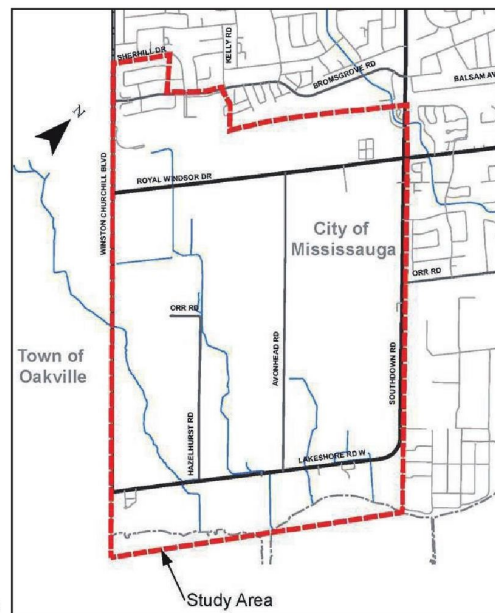 SHERHILL DR
KELLY RD
BROMSGROVE RD
BALSAM AV
N
WINSTON CHURCHILL BLVD
ROYAL WINDSOR DR
City of
Mississauga
ORR RD
ORR RD
Town of
Oakville
AVONHEAD RD
SOUTHDOWN RD
HAZELHURST RD
LAKESHORE RD W
Study Area